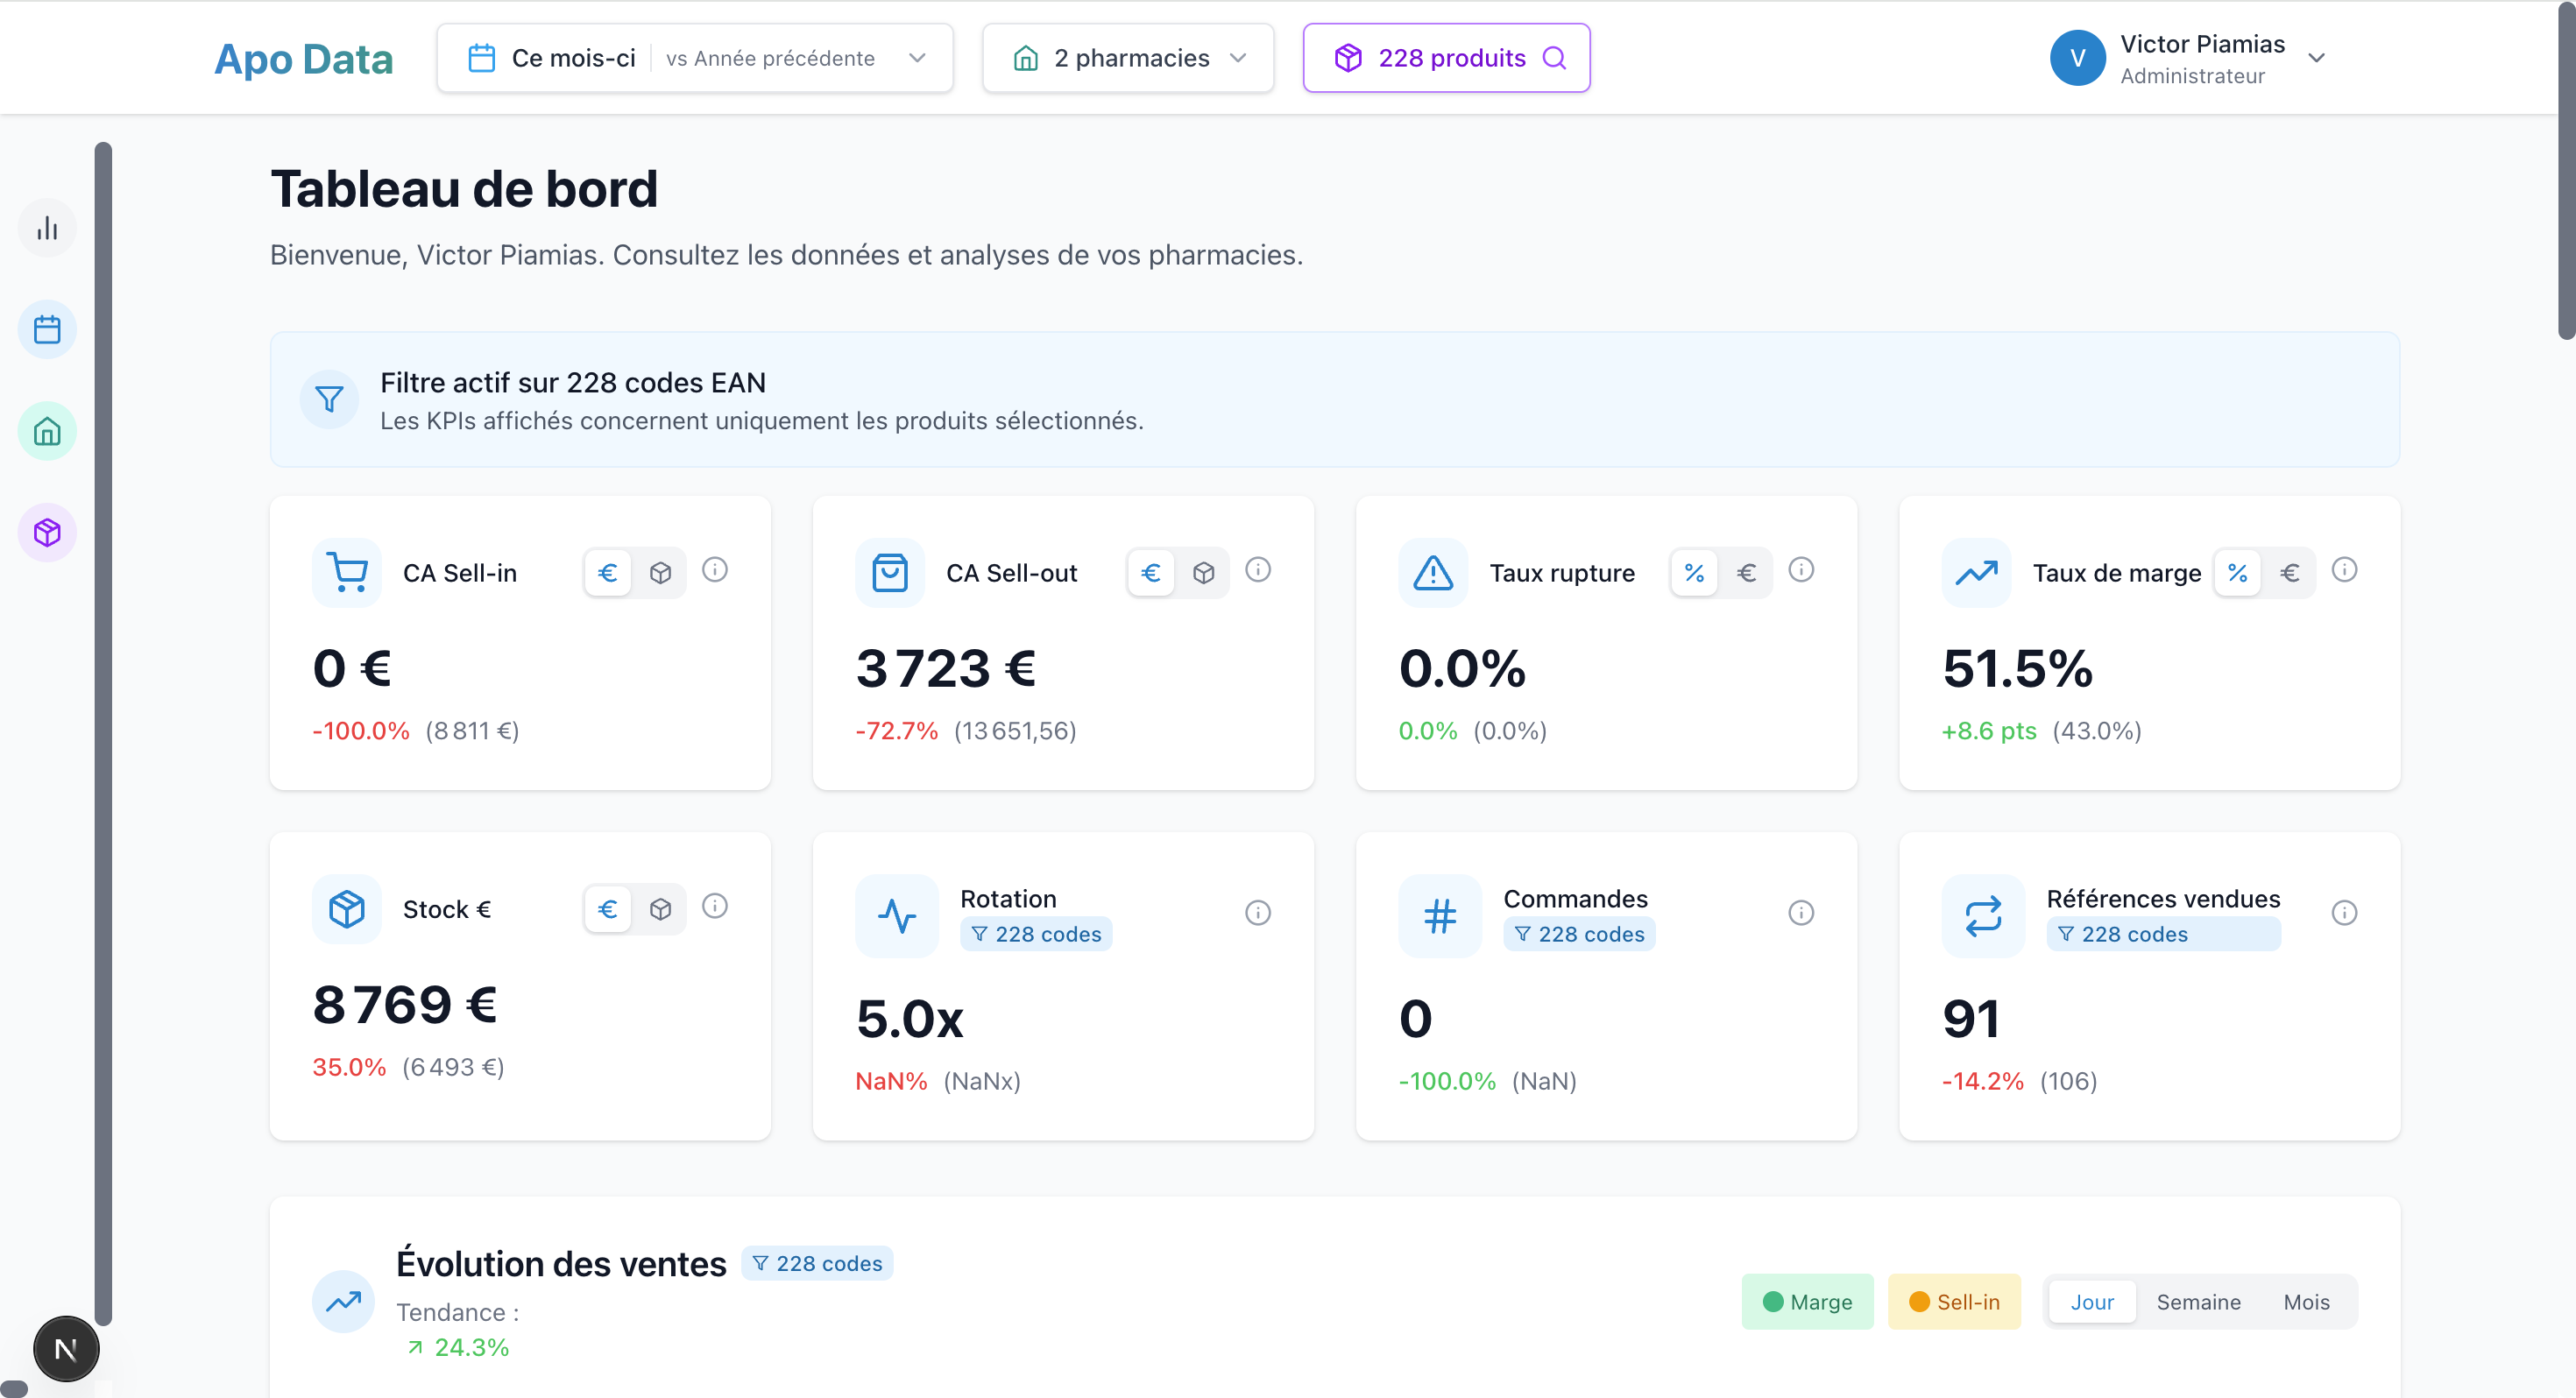 Apo Data
Ce mois-ci
vs Année précédente
2 pharmacies
228 produits
V
Victor Piamias
Administrateur
Tableau de bord
Bienvenue, Victor Piamias. Consultez les données et analyses de vos pharmacies.
Filtre actif sur 228 codes EAN
Les KPIs affichés concernent uniquement les produits sélectionnés.
CA Sell-in
€
0 €
-100.0% (8 811 €)
CA Sell-out
€
3 723 €
-72.7% (13 651,56)
Taux rupture
% €
0.0%
0.0% (0.0%)
Taux de marge
% €
51.5%
+8.6 pts (43.0%)
Stock €
€
8 769 €
35.0% (6 493 €)
Rotation
228 codes
5.0x
NaN% (NaNx)
Commandes
228 codes
0
-100.0% (NaN)
Références vendues
228 codes
91
-14.2% (106)
Évolution des ventes
228 codes
Tendance :
24.3%
Marge
Sell-in
Jour
Semaine
Mois
N